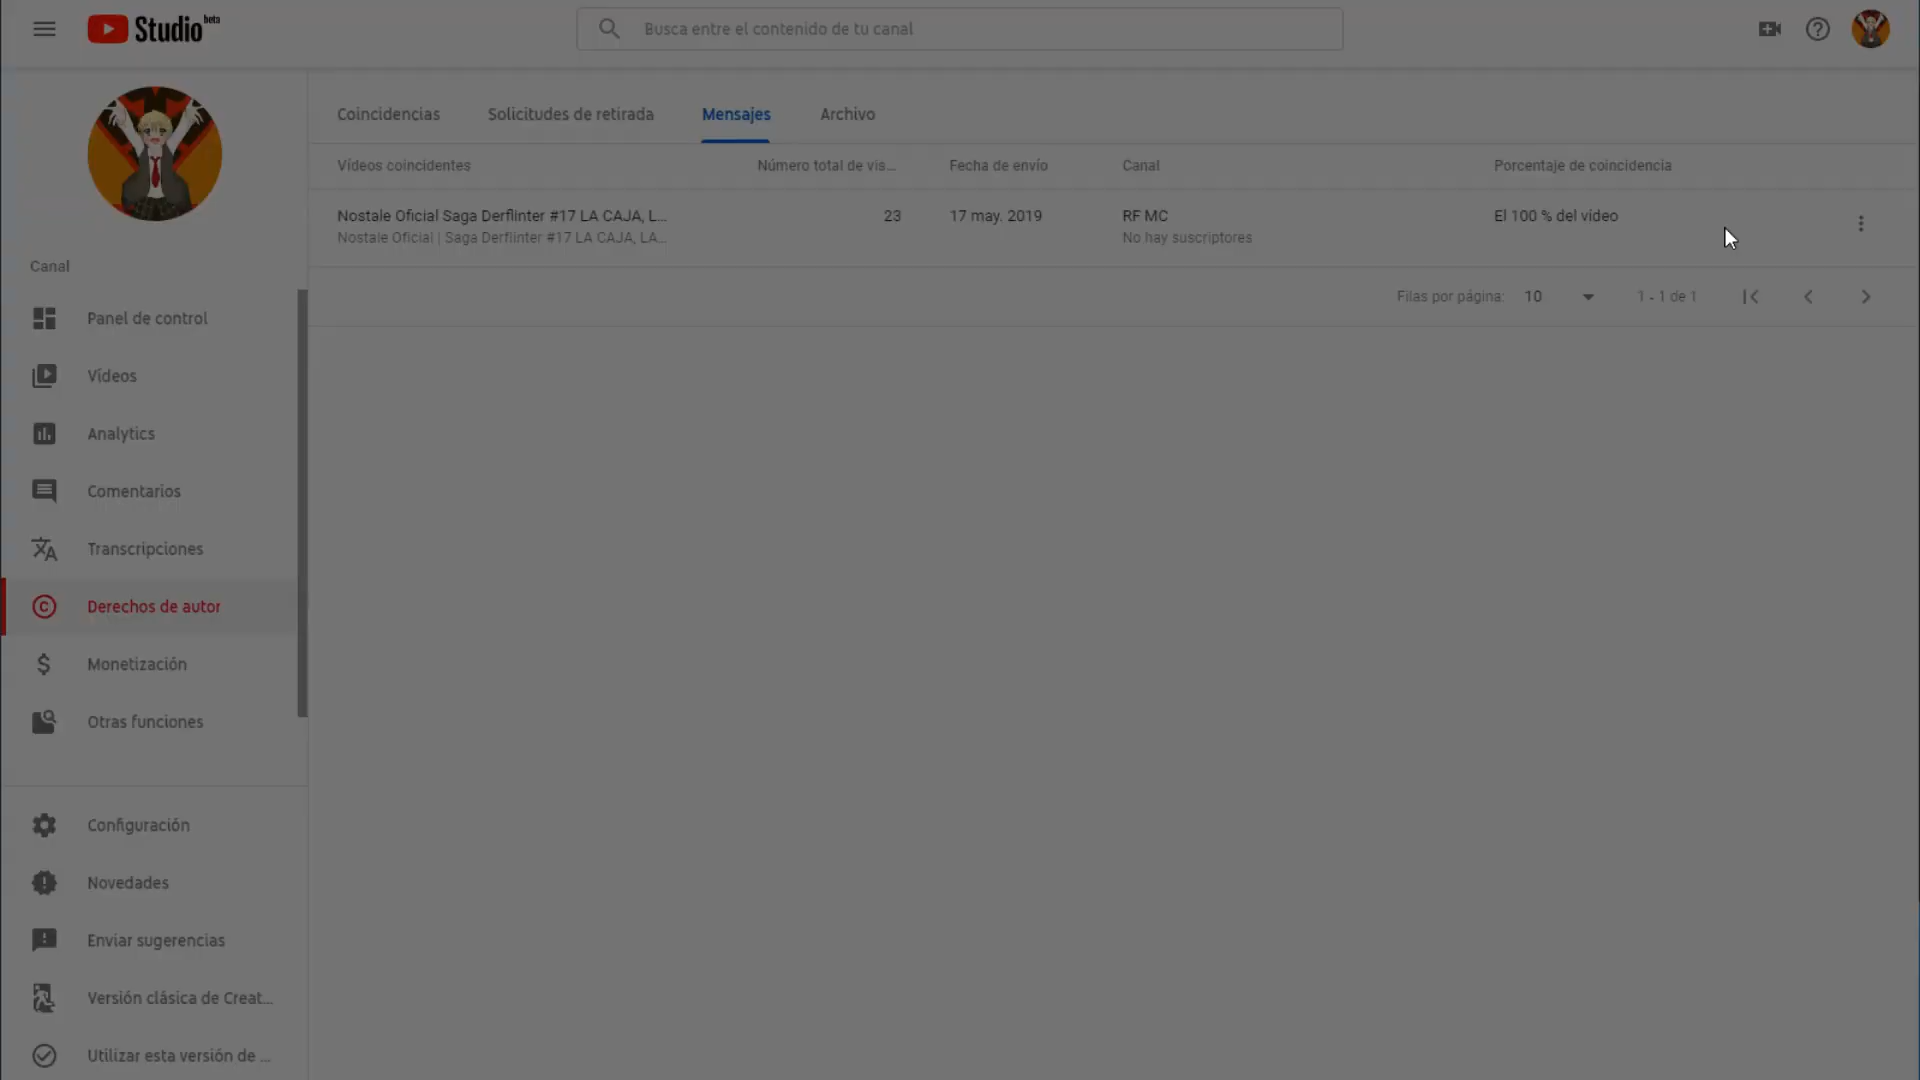 Studio beta
Busca entre el contenido de tu canal
Canal
Panel de control
Vídeos
Analytics
Comentarios
Transcripciones
Derechos de autor
Monetización
Otras funciones
Configuración
Novedades
Enviar sugerencias
Versión clásica de Creat...
Utilizar esta versión de ...
Coincidencias Solicitudes de retirada Mensajes Archivo
Vídeos coincidentes Número total de vis... Fecha de envío Canal Porcentaje de coincidencia
Nostale Oficial Saga Derflinter #17 LA CAJA, L... 23 17 may. 2019 RF MC El 100 % del vídeo
Nostale Oficial | Saga Derflinter #17 LA CAJA, LA... No hay suscriptores
Filas por página: 10 1 - 1 de 1